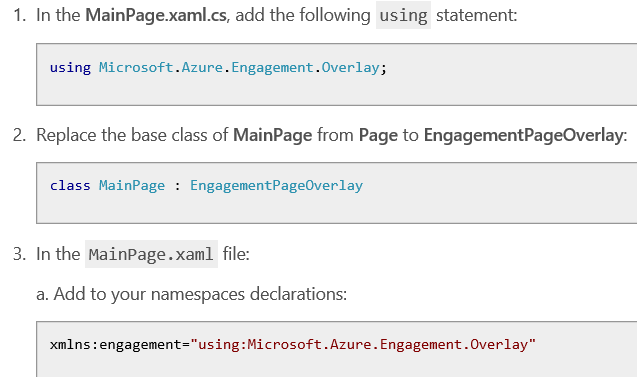 1. In the MainPage.xaml.cs, add the following using statement:
using Microsoft.Azure.Engagement.Overlay;
2. Replace the base class of MainPage from Page to EngagementPageOverlay:
class MainPage : EngagementPageOverlay
3. In the MainPage.xaml file:
a. Add to your namespaces declarations:
xmlns:engagement="using:Microsoft.Azure.Engagement.Overlay"